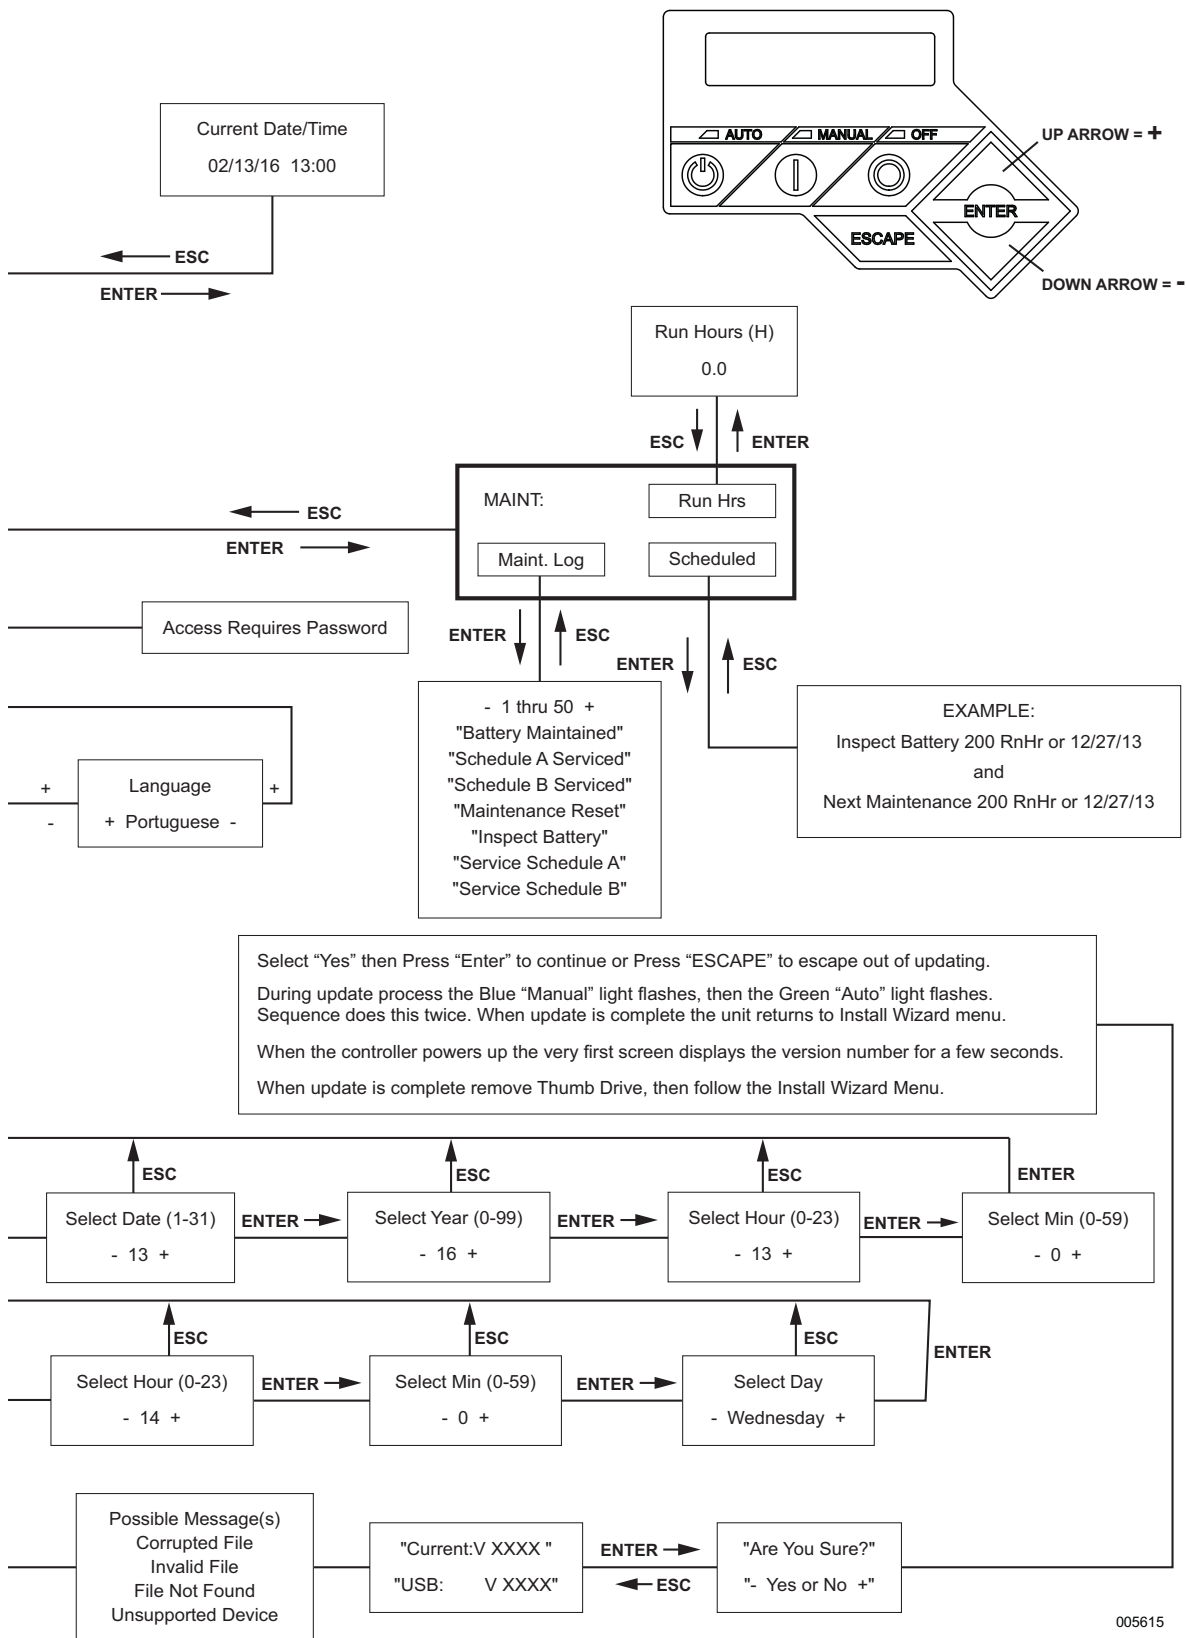 AUTO
MANUAL
OFF
UP ARROW = +
ENTER
ESCAPE
DOWN ARROW = -
Current Date/Time
02/13/16 13:00
ESC
ENTER
Run Hours (H)
0.0
ESC
ENTER
MAINT:
Run Hrs
Maint. Log
Scheduled
ESC
ENTER
Access Requires Password
ENTER
ESC
ENTER
ESC
- 1 thru 50 +
"Battery Maintained"
"Schedule A Serviced"
"Schedule B Serviced"
"Maintenance Reset"
"Inspect Battery"
"Service Schedule A"
"Service Schedule B"
EXAMPLE:
Inspect Battery 200 RnHr or 12/27/13
and
Next Maintenance 200 RnHr or 12/27/13
+
-
Language
+ Portuguese -
+
Select “Yes” then Press “Enter” to continue or Press “ESCAPE” to escape out of updating.
During update process the Blue “Manual” light flashes, then the Green “Auto” light flashes.
Sequence does this twice. When update is complete the unit returns to Install Wizard menu.
When the controller powers up the very first screen displays the version number for a few seconds.
When update is complete remove Thumb Drive, then follow the Install Wizard Menu.
ESC
ESC
ESC
ENTER
Select Date (1-31)
- 13 +
ENTER
Select Year (0-99)
- 16 +
ENTER
Select Hour (0-23)
- 13 +
ENTER
Select Min (0-59)
- 0 +
ESC
ESC
ESC
ENTER
Select Hour (0-23)
- 14 +
ENTER
Select Min (0-59)
- 0 +
ENTER
Select Day
- Wednesday +
Possible Message(s)
Corrupted File
Invalid File
File Not Found
Unsupported Device
"Current:V XXXX "
"USB: V XXXX"
ENTER
ESC
"Are You Sure?"
"- Yes or No +"
005615